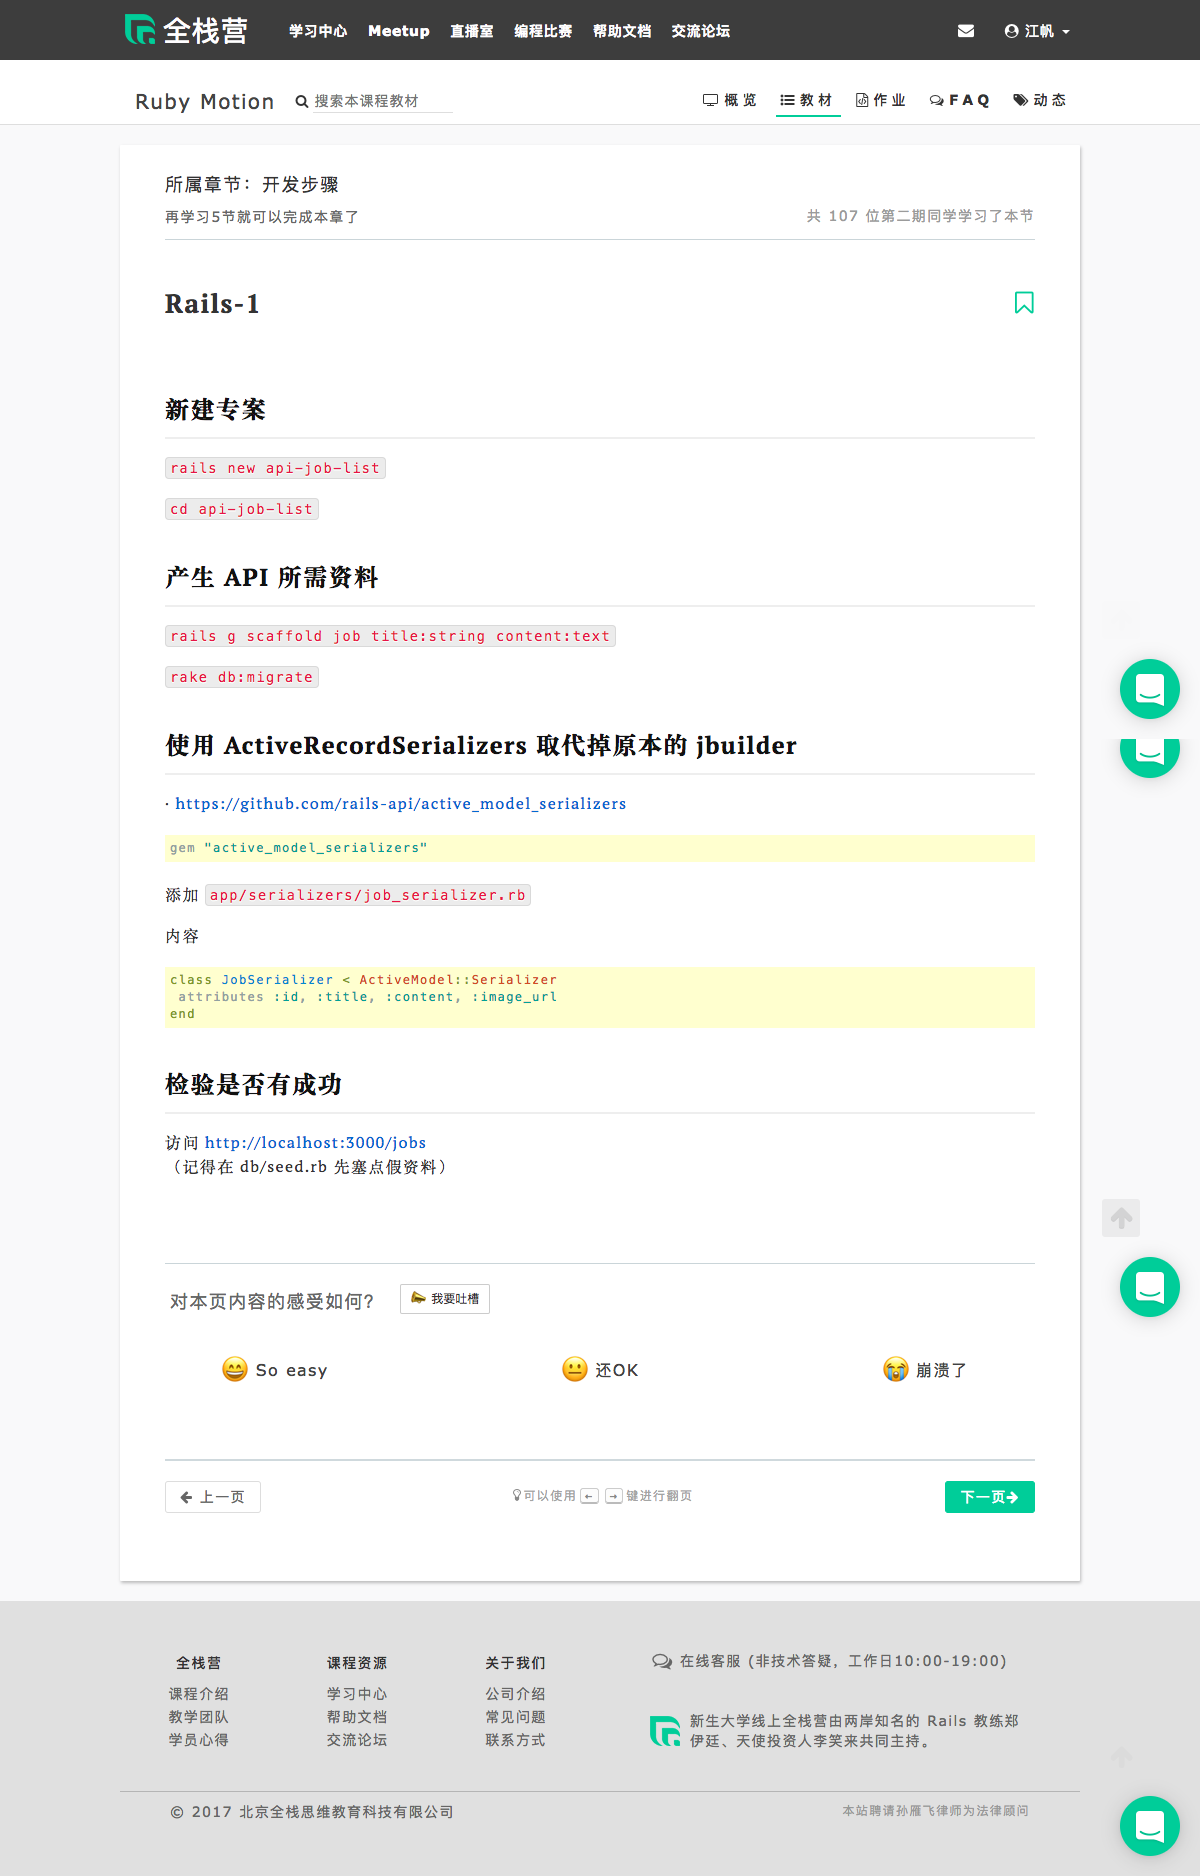 全栈营 学习中心 Meetup 直播室 编程比赛 帮助文档 交流论坛 江帆
Ruby Motion 搜索本课程教材 概览 教材 作业 FAQ 动态
所属章节：开发步骤
再学习5节就可以完成本章了 共 107 位第二期同学学习了本节
Rails-1
新建专案
rails new api-job-list
cd api-job-list
产生 API 所需资料
rails g scaffold job title:string content:text
rake db:migrate
使用 ActiveRecordSerializers 取代掉原本的 jbuilder
· https://github.com/rails-api/active_model_serializers
gem "active_model_serializers"
添加 app/serializers/job_serializer.rb
内容
class JobSerializer < ActiveModel::Serializer
attributes :id, :title, :content, :image_url
end
检验是否有成功
访问 http://localhost:3000/jobs
（记得在 db/seed.rb 先塞点假资料）
对本页内容的感受如何? 我要吐槽
So easy 还OK 崩溃了
上一页 可以使用 ← → 键进行翻页 下一页
全栈营 课程资源 关于我们 在线客服 (非技术答疑，工作日10:00-19:00)
课程介绍 学习中心 公司介绍
教学团队 帮助文档 常见问题 新生大学线上全栈营由两岸知名的 Rails 教练郑
学员心得 交流论坛 联系方式 伊廷、天使投资人李笑来共同主持。
© 2017 北京全栈思维教育科技有限公司 本站聘请孙雁飞律师为法律顾问